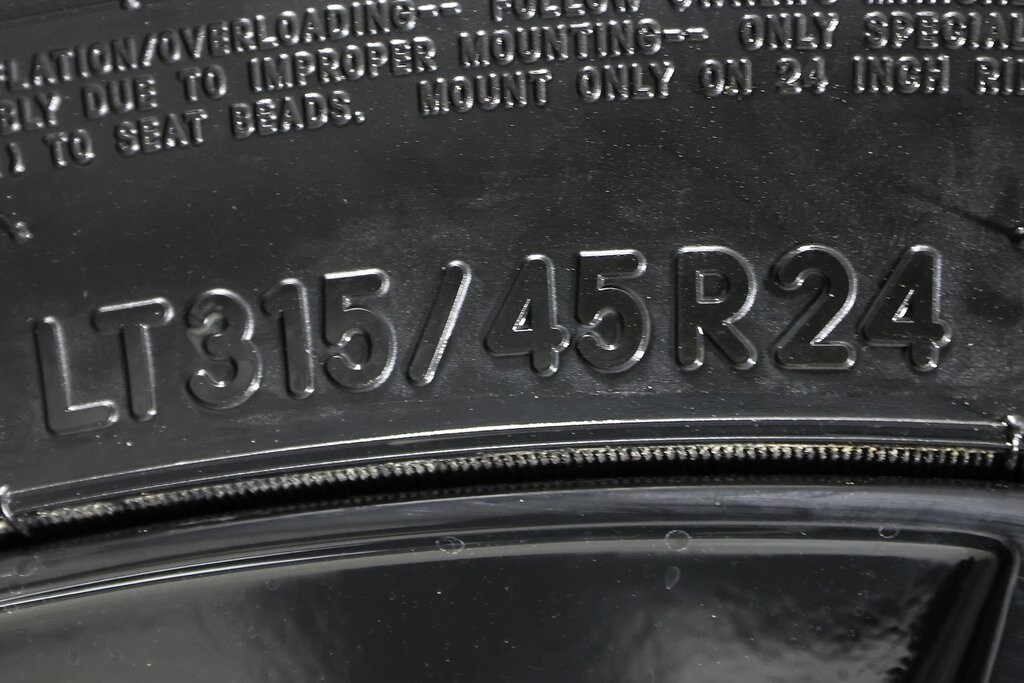 FLATION/OVERLOADING-- FOLLOW OWNER'S
DUE TO IMPROPER MOUNTING-- ONLY SPECIAL
TO SEAT BEADS. MOUNT ONLY ON 24 INCH
LT315/45R24